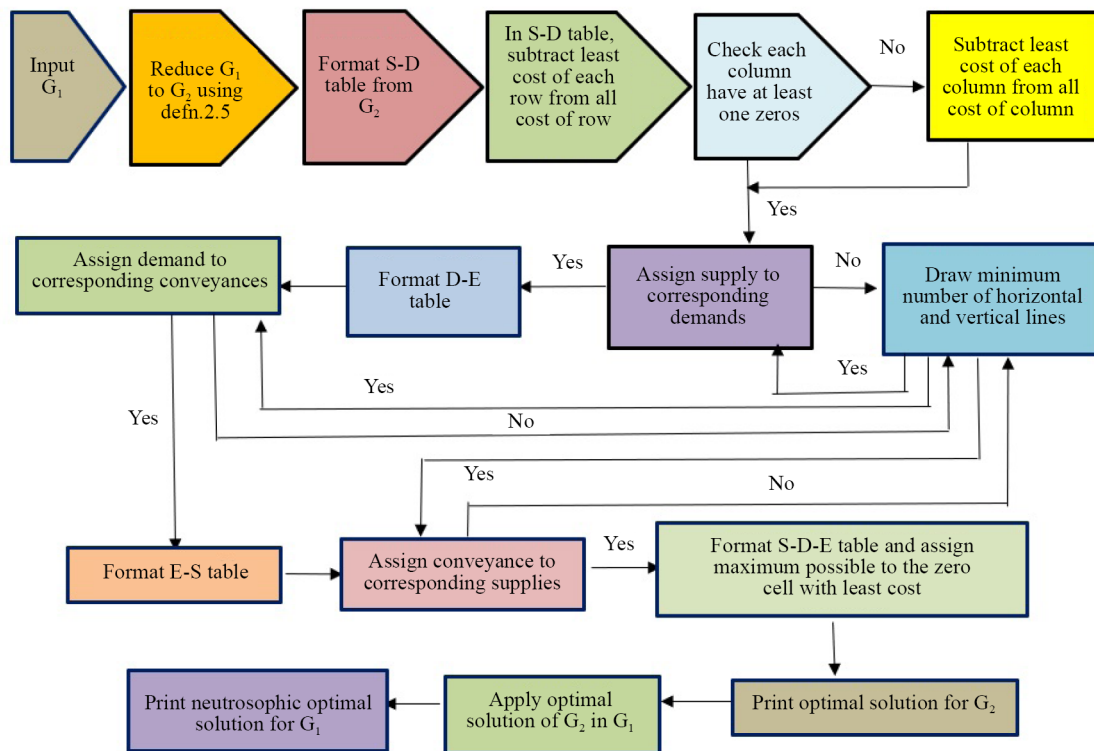 Input
G₁
Reduce G₁
to G₂ using
defn.2.5
Format S-D
table from
G₂
In S-D table,
subtract least
cost of each
row from all
cost of row
Check each
column
have at least
one zeros
No
Subtract least
cost of each
column from all
cost of column
Yes
Assign demand to
corresponding conveyances
Format D-E
table
Yes
Assign supply to
corresponding
demands
No
Draw minimum
number of horizontal
and vertical lines
Yes
Yes
Yes
No
Yes
No
Format E-S table
Assign conveyance to
corresponding supplies
Yes
Format S-D-E table and assign
maximum possible to the zero
cell with least cost
Print neutrosophic optimal
solution for G₁
Apply optimal
solution of G₂ in G₁
Print optimal solution for G₂